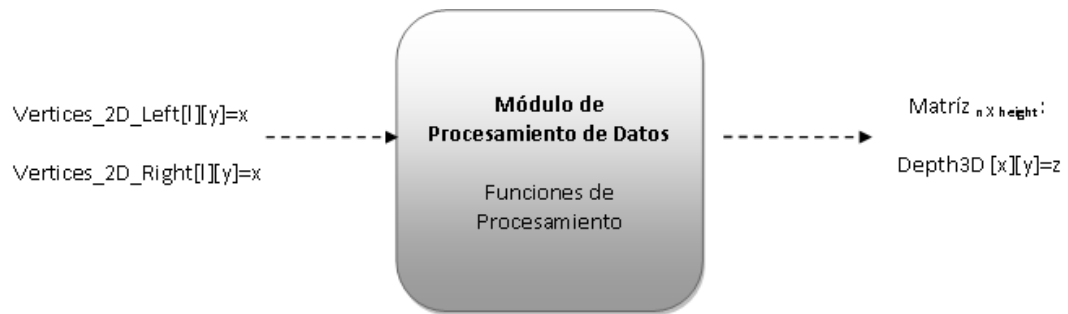 Vertices_2D_Left[l][y]=x
Vertices_2D_Right[l][y]=x
Módulo de
Procesamiento de Datos
Funciones de
Procesamiento
Matríz n X height:
Depth3D [x][y]=z